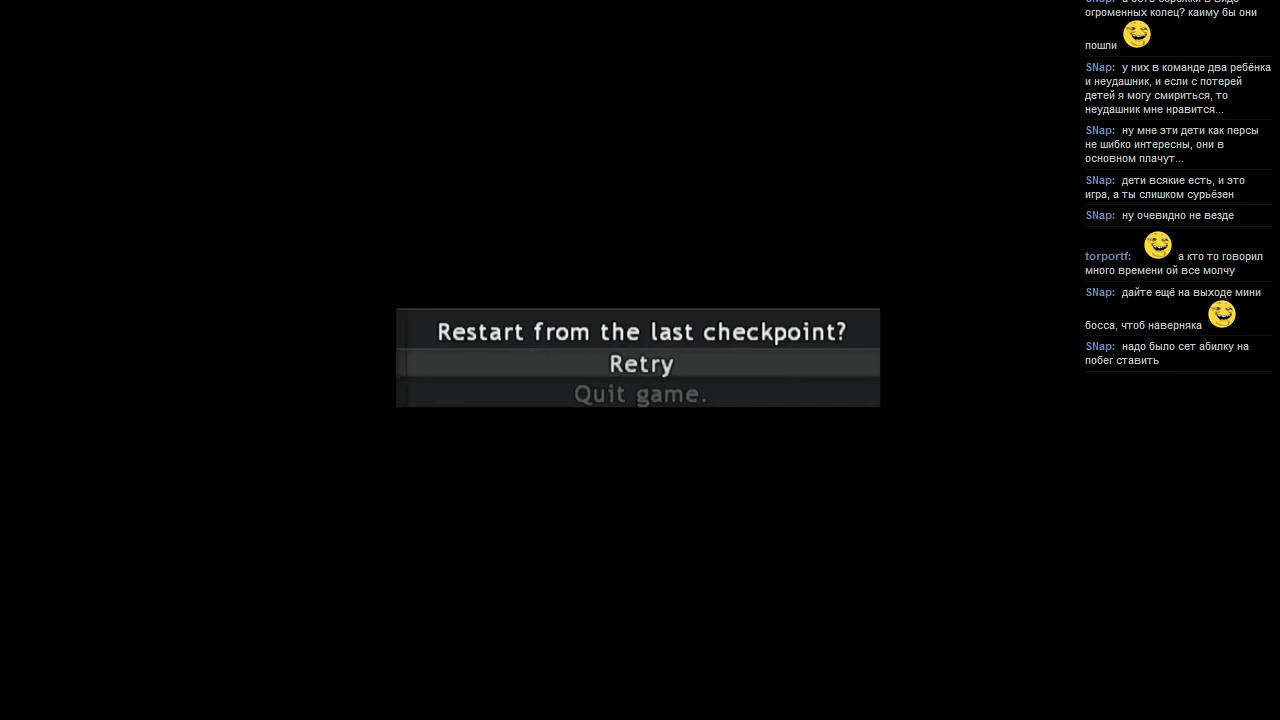 Restart from the last checkpoint?
Retry
Quit game.
огроменных колец? каиму бы они
пошли
SNap: у них в команде два ребёнка
и неудашник, и если с потерей
детей я могу смириться, то
неудашник мне нравится...
SNap: ну мне эти дети как персы
не шибко интересны, они в
основном плачут...
SNap: дети всякие есть, и это
игра, а ты слишком сурьёзен
SNap: ну очевидно не везде
torportf: а кто то говорил
много времени ой все молчу
SNap: дайте ещё на выходе мини
босса, чтоб наверняка
SNap: надо было сет абилку на
побег ставить